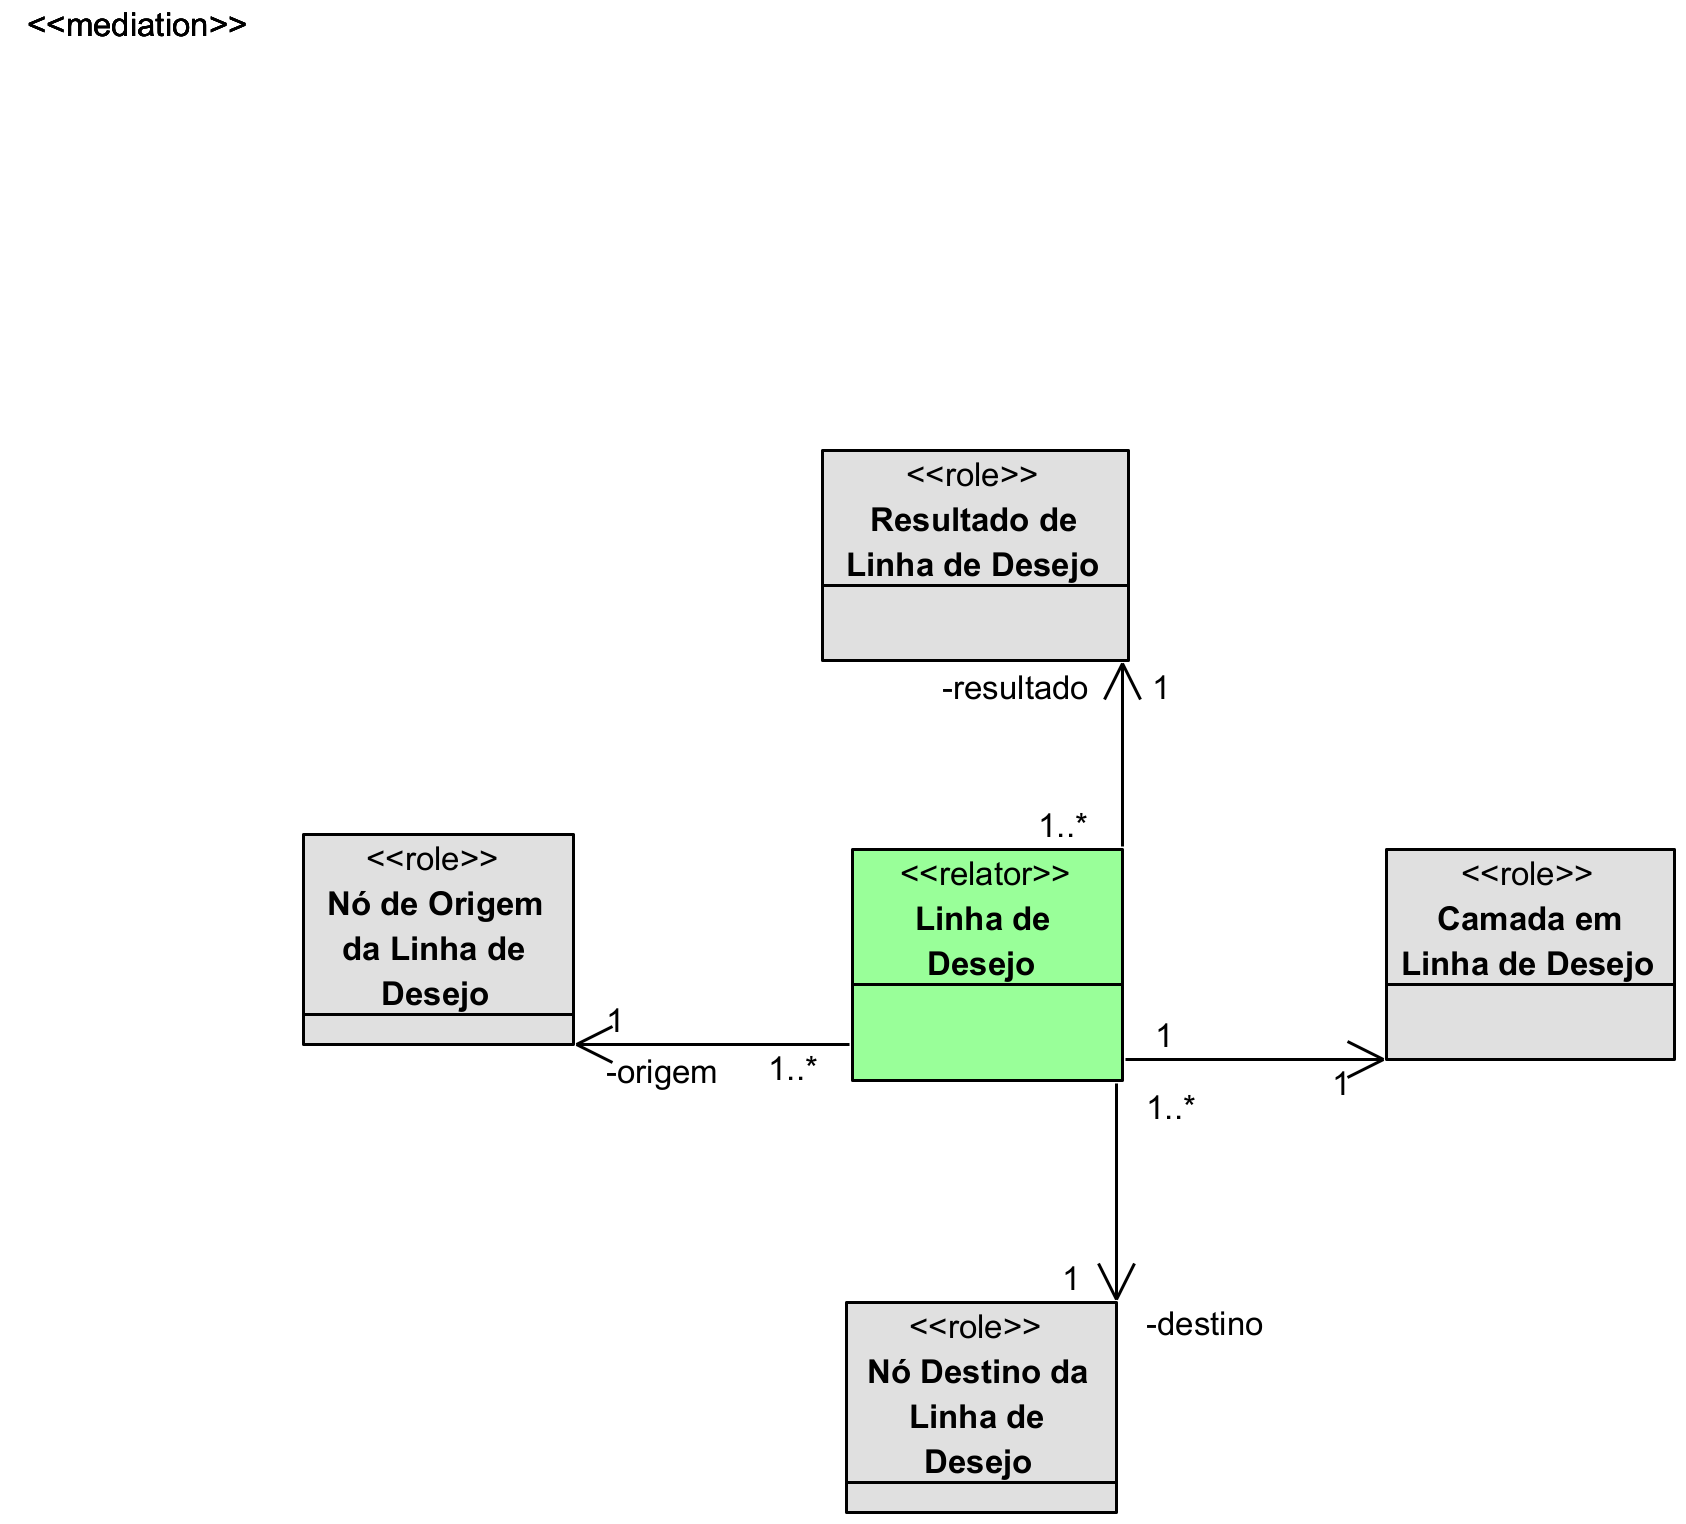 <<mediation>>
<<role>>
Resultado de
Linha de Desejo
-resultado
1
1..*
<<role>>
Nó de Origem
da Linha de
Desejo
1
-origem
1..*
<<relator>>
Linha de
Desejo
<<role>>
Camada em
Linha de Desejo
1
1
1..*
1
-destino
<<role>>
Nó Destino da
Linha de
Desejo